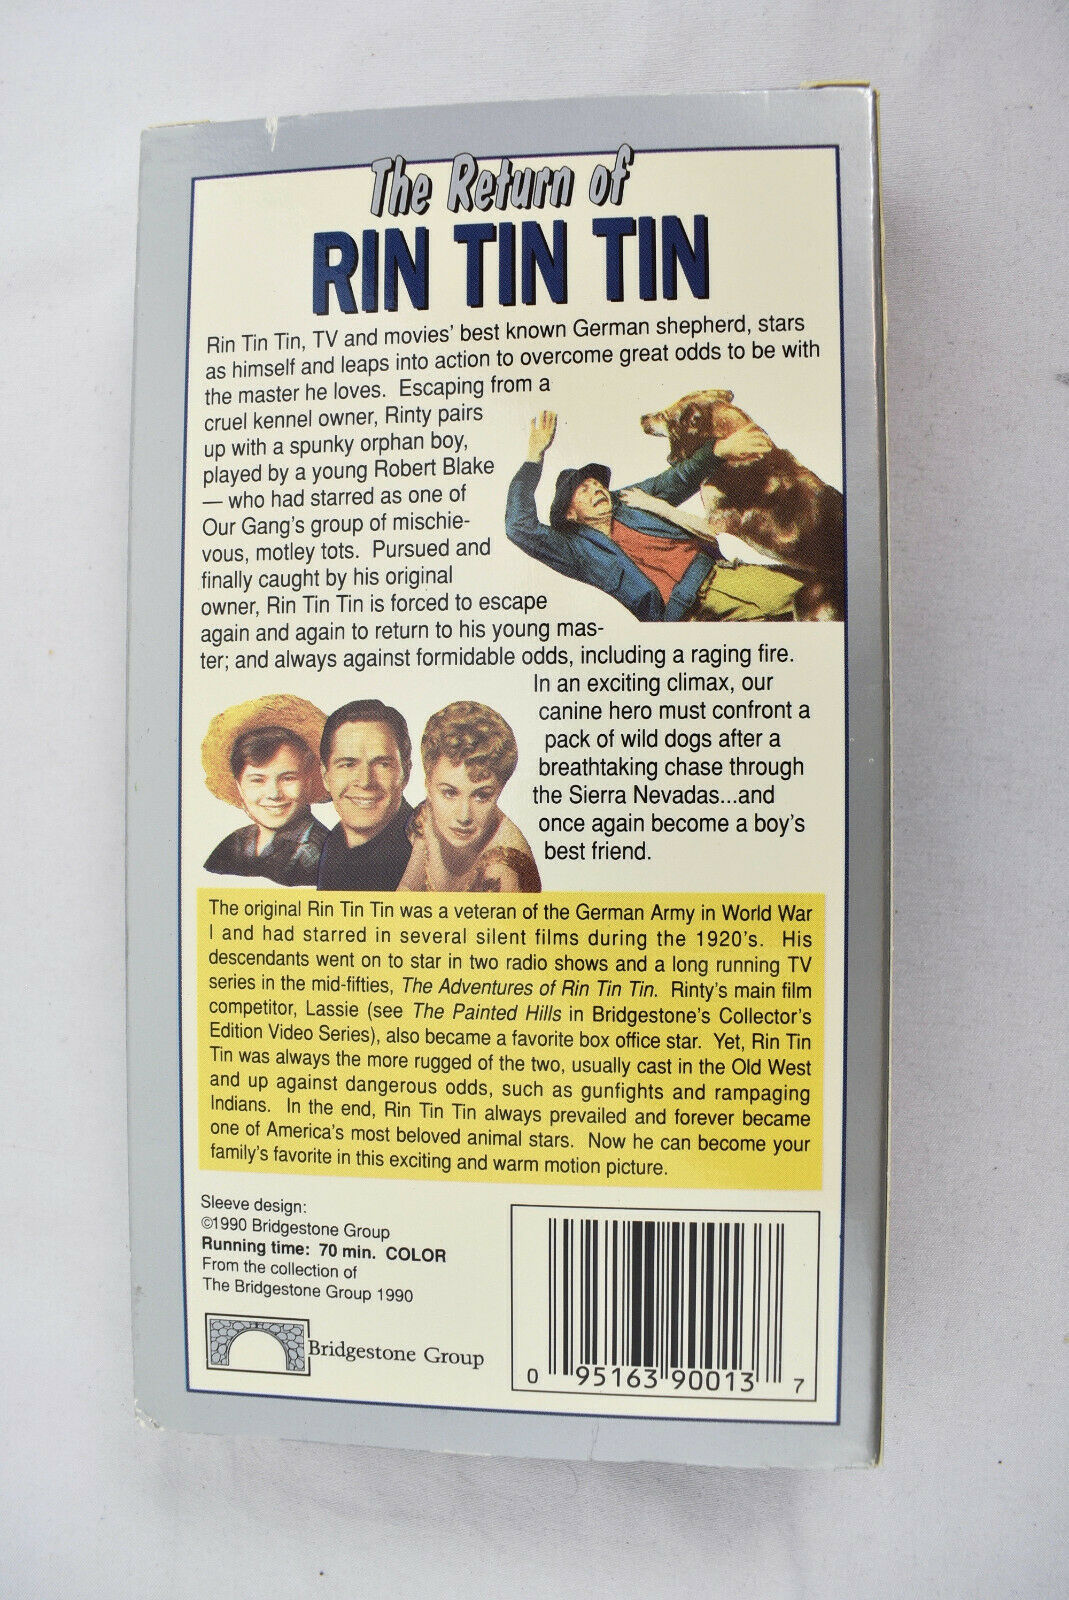 The Return of
RIN TIN TIN
Rin Tin Tin, TV and movies' best known German shepherd, stars
as himself and leaps into action to overcome great odds to be with
the master he loves. Escaping from a
cruel kennel owner, Rinty pairs
up with a spunky orphan boy,
played by a young Robert Blake
— who had starred as one of
Our Gang's group of mischie-
vous, motley tots. Pursued and
finally caught by his original
owner, Rin Tin Tin is forced to escape
again and again to return to his young mas-
ter; and always against formidable odds, including a raging fire.
In an exciting climax, our
canine hero must confront a
pack of wild dogs after a
breathtaking chase through
the Sierra Nevadas...and
once again become a boy's
best friend.
The original Rin Tin Tin was a veteran of the German Army in World War
I and had starred in several silent films during the 1920's. His
descendants went on to star in two radio shows and a long running TV
series in the mid-fifties, The Adventures of Rin Tin Tin. Rinty's main film
competitor, Lassie (see The Painted Hills in Bridgestone's Collector's
Edition Video Series), also became a favorite box office star. Yet, Rin Tin
Tin was always the more rugged of the two, usually cast in the Old West
and up against dangerous odds, such as gunfights and rampaging
Indians. In the end, Rin Tin Tin always prevailed and forever became
one of America's most beloved animal stars. Now he can become your
family's favorite in this exciting and warm motion picture.
Sleeve design:
©1990 Bridgestone Group
Running time: 70 min. COLOR
From the collection of
The Bridgestone Group 1990
Bridgestone Group
0 95163 90013 7